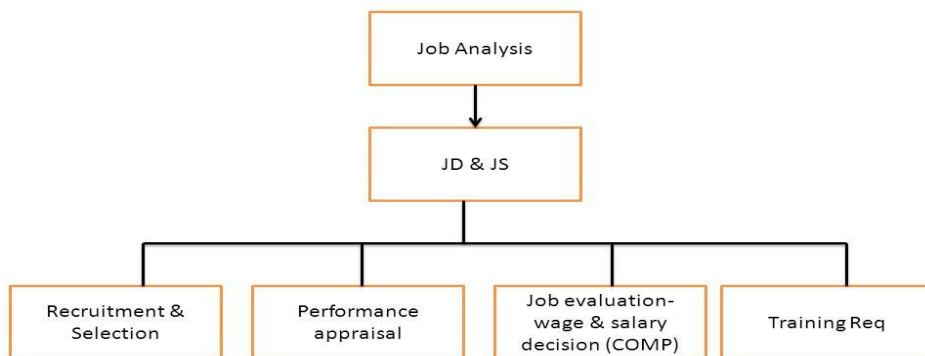 Job Analysis
JD & JS
Recruitment &
Selection
Performance
appraisal
Job evaluation-
wage & salary
decision (COMP)
Training Req